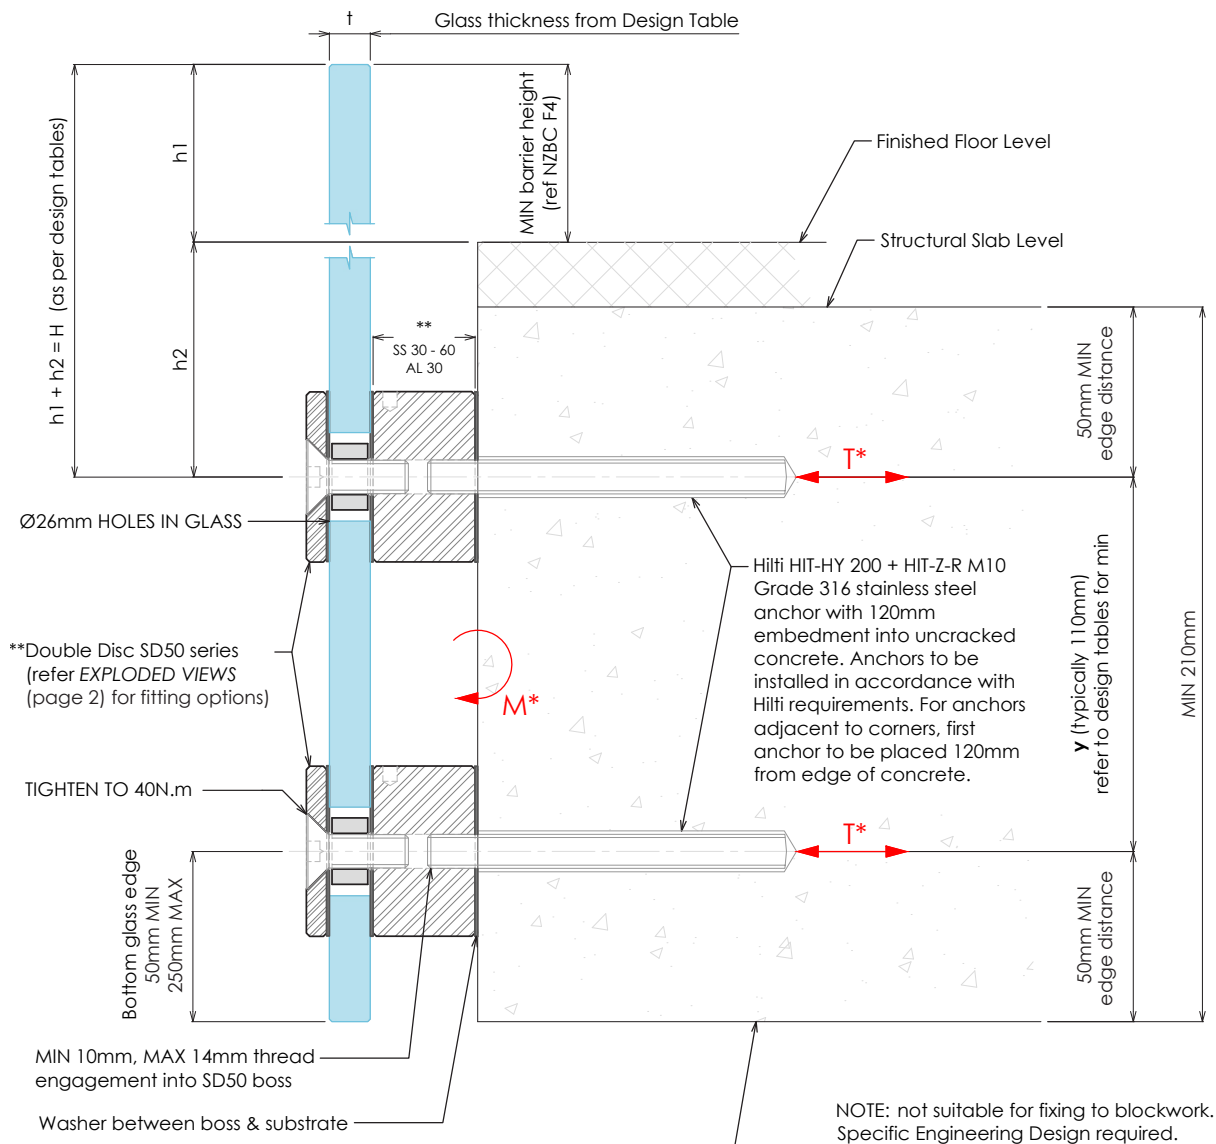 t
Glass thickness from Design Table
h1 + h2 = H  (as per design tables)
h1
MIN barrier height
(ref NZBC F4)
Finished Floor Level
Structural Slab Level
h2
**
SS 30 - 60
AL 30
50mm MIN
edge distance
T*
Ø26mm HOLES IN GLASS
Hilti HIT-HY 200 + HIT-Z-R M10
Grade 316 stainless steel
anchor with 120mm
embedment into uncracked
concrete. Anchors to be
installed in accordance with
Hilti requirements. For anchors
adjacent to corners, first
anchor to be placed 120mm
from edge of concrete.
y (typically 110mm)
refer to design tables for min
MIN 210mm
**Double Disc SD50 series
(refer EXPLODED VIEWS
(page 2) for fitting options)
M*
TIGHTEN TO 40N.m
T*
Bottom glass edge
50mm MIN
250mm MAX
50mm MIN
edge distance
MIN 10mm, MAX 14mm thread
engagement into SD50 boss
Washer between boss & substrate
NOTE: not suitable for fixing to blockwork.
Specific Engineering Design required.